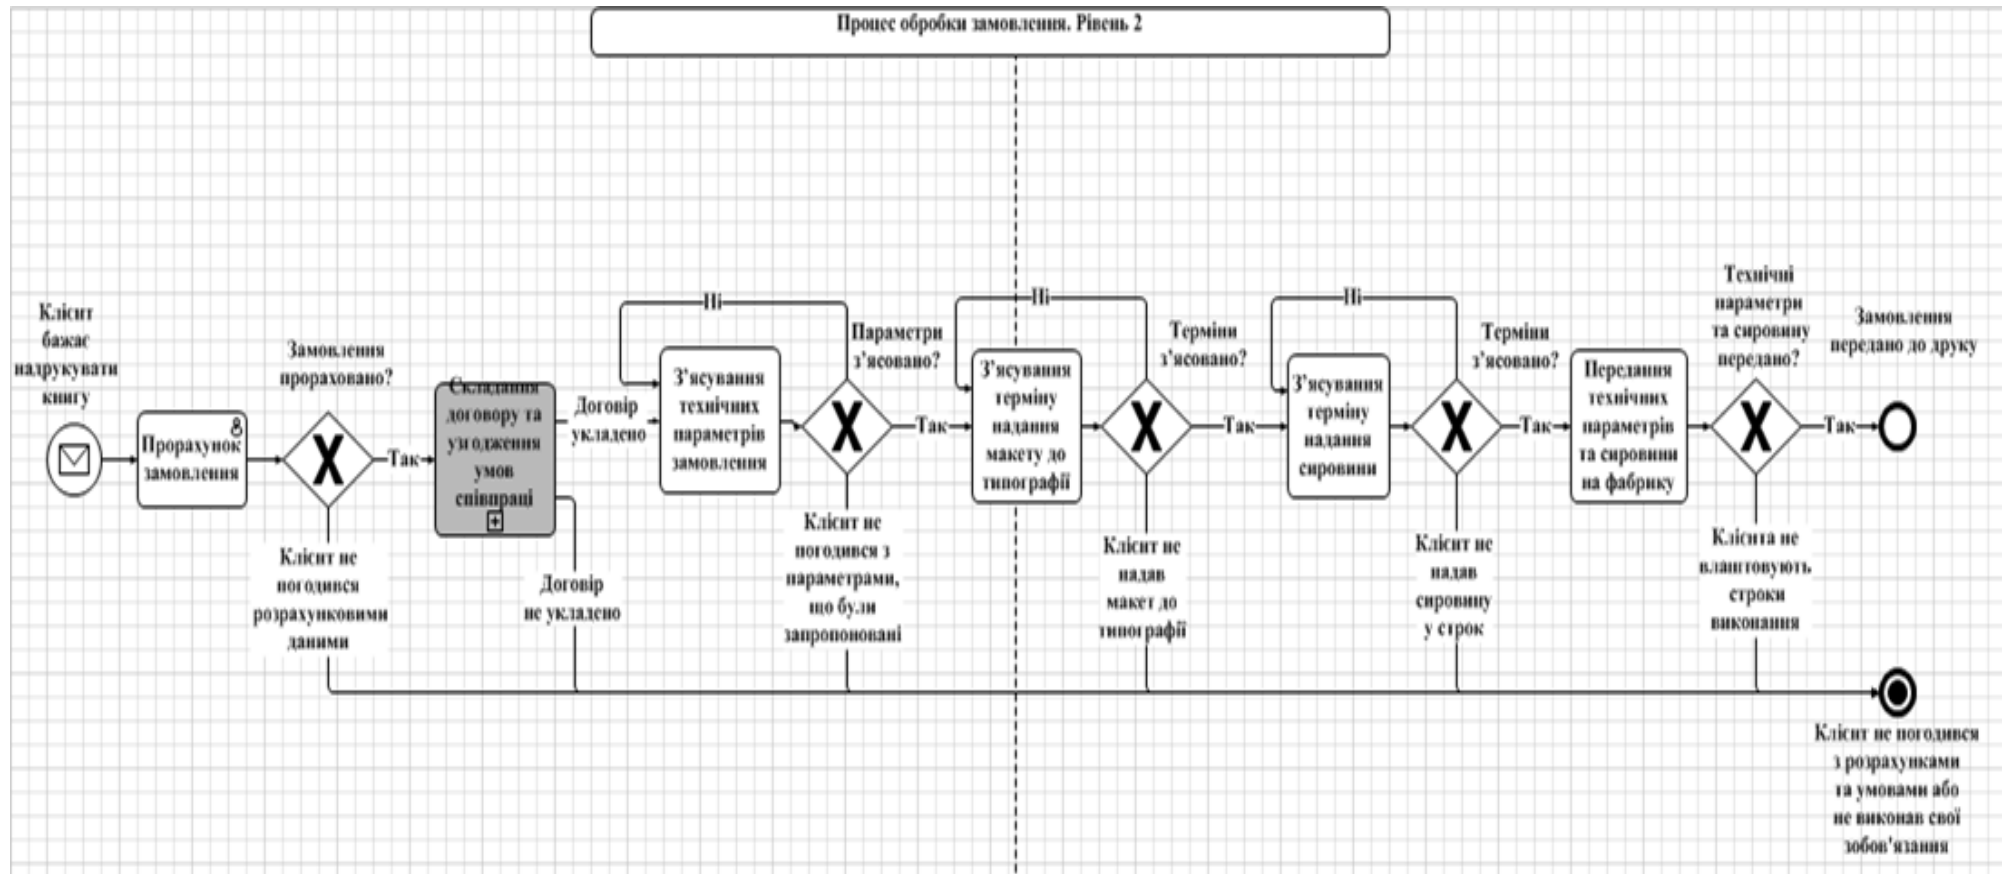 Процес обробки замовлення. Рівень 2
Клієнт
бажає
надрукувати
книгу
Прорахунок
замовлення
Замовлення
прораховано?
Так
Клієнт не
погодився
розрахунковими
даними
Складання
договору та
узгодження
умов
співпраці
Договір
укладено
Договір
не укладено
Ні
З’ясування
технічних
параметрів
замовлення
Параметри
з’ясовано?
Так
Клієнт не
погодився з
параметрами,
що були
запропоновані
Ні
З’ясування
терміну
надання
макету до
типографії
Терміни
з’ясовано?
Так
Клієнт не
надав
макет до
типографії
Ні
З’ясування
терміну
надання
сировини
Терміни
з’ясовано?
Так
Клієнт не
надав
сировину
у строк
Передання
технічних
параметрів
та сировини
на фабрику
Технічні
параметри
та сировину
передано?
Так
Клієнта не
влаштовують
строки
виконання
Замовлення
передано до друку
Клієнт не погодився
з розрахунками
та умовами або
не виконав свої
зобов'язання